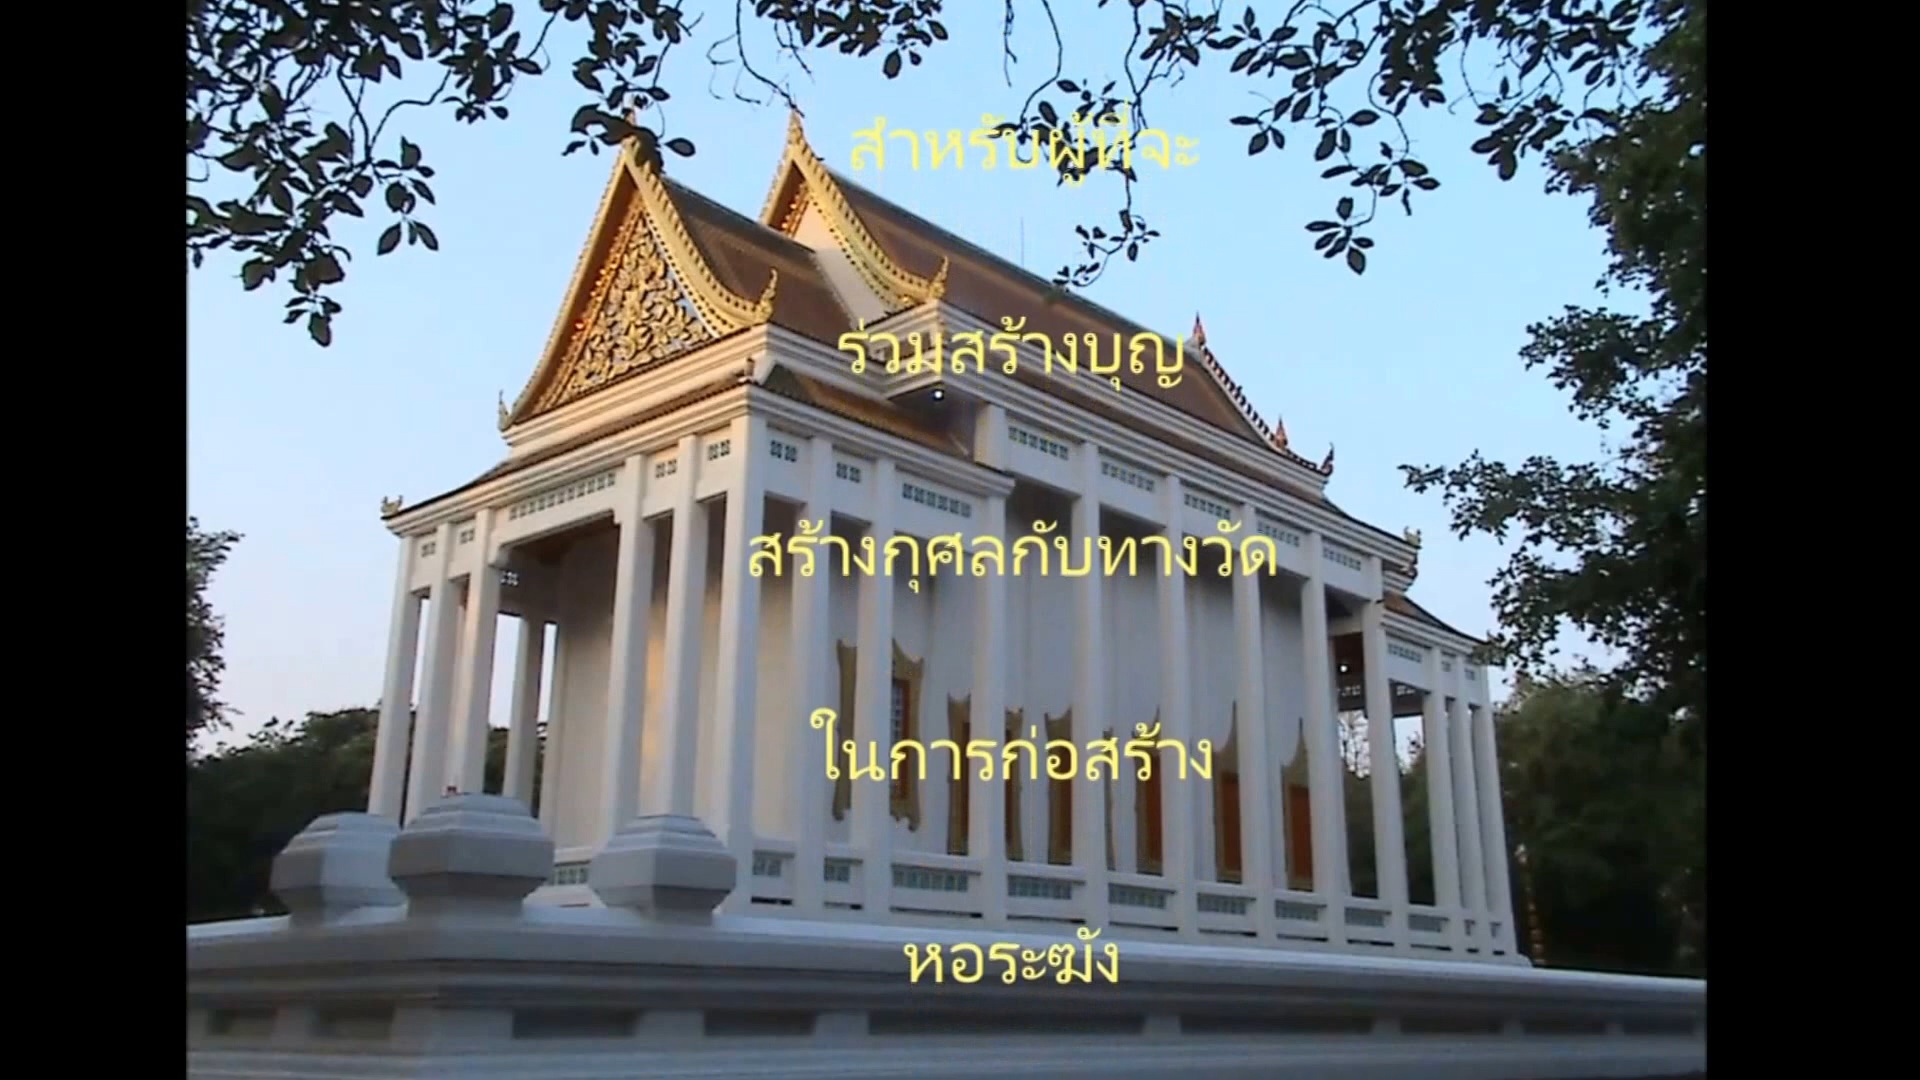 สำหรับผู้ที่จะ
ร่วมสร้างบุญ
สร้างกุศลกับทางวัด
ในการก่อสร้าง
หอระฆัง